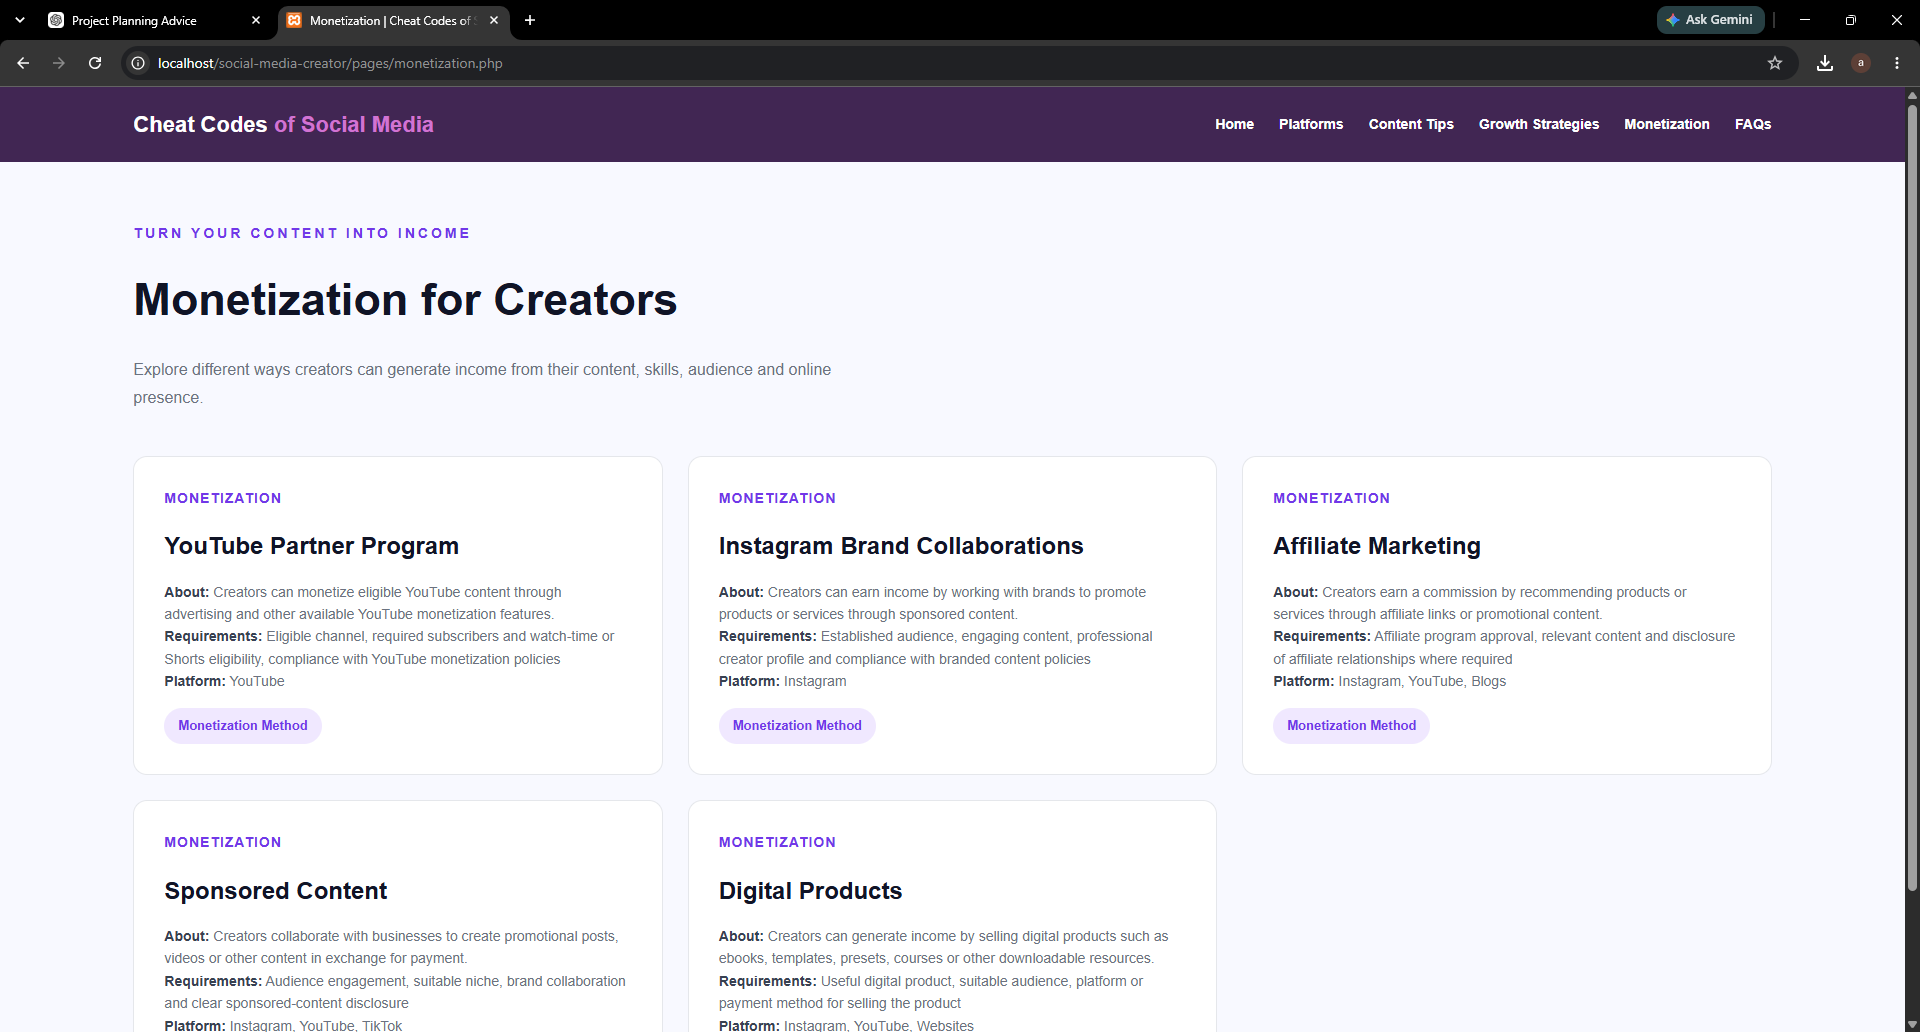 Project Planning Advice
Monetization | Cheat Codes of
Ask Gemini
localhost/social-media-creator/pages/monetization.php
a
Cheat Codes of Social Media
Home Platforms Content Tips Growth Strategies Monetization FAQs
TURN YOUR CONTENT INTO INCOME
Monetization for Creators
Explore different ways creators can generate income from their content, skills, audience and online
presence.
MONETIZATION
YouTube Partner Program
About: Creators can monetize eligible YouTube content through
advertising and other available YouTube monetization features.
Requirements: Eligible channel, required subscribers and watch-time or
Shorts eligibility, compliance with YouTube monetization policies
Platform: YouTube
Monetization Method
MONETIZATION
Instagram Brand Collaborations
About: Creators can earn income by working with brands to promote
products or services through sponsored content.
Requirements: Established audience, engaging content, professional
creator profile and compliance with branded content policies
Platform: Instagram
Monetization Method
MONETIZATION
Affiliate Marketing
About: Creators earn a commission by recommending products or
services through affiliate links or promotional content.
Requirements: Affiliate program approval, relevant content and disclosure
of affiliate relationships where required
Platform: Instagram, YouTube, Blogs
Monetization Method
MONETIZATION
Sponsored Content
About: Creators collaborate with businesses to create promotional posts,
videos or other content in exchange for payment.
Requirements: Audience engagement, suitable niche, brand collaboration
and clear sponsored-content disclosure
Platform: Instagram, YouTube, TikTok
MONETIZATION
Digital Products
About: Creators can generate income by selling digital products such as
ebooks, templates, presets, courses or other downloadable resources.
Requirements: Useful digital product, suitable audience, platform or
payment method for selling the product
Platform: Instagram, YouTube, Websites